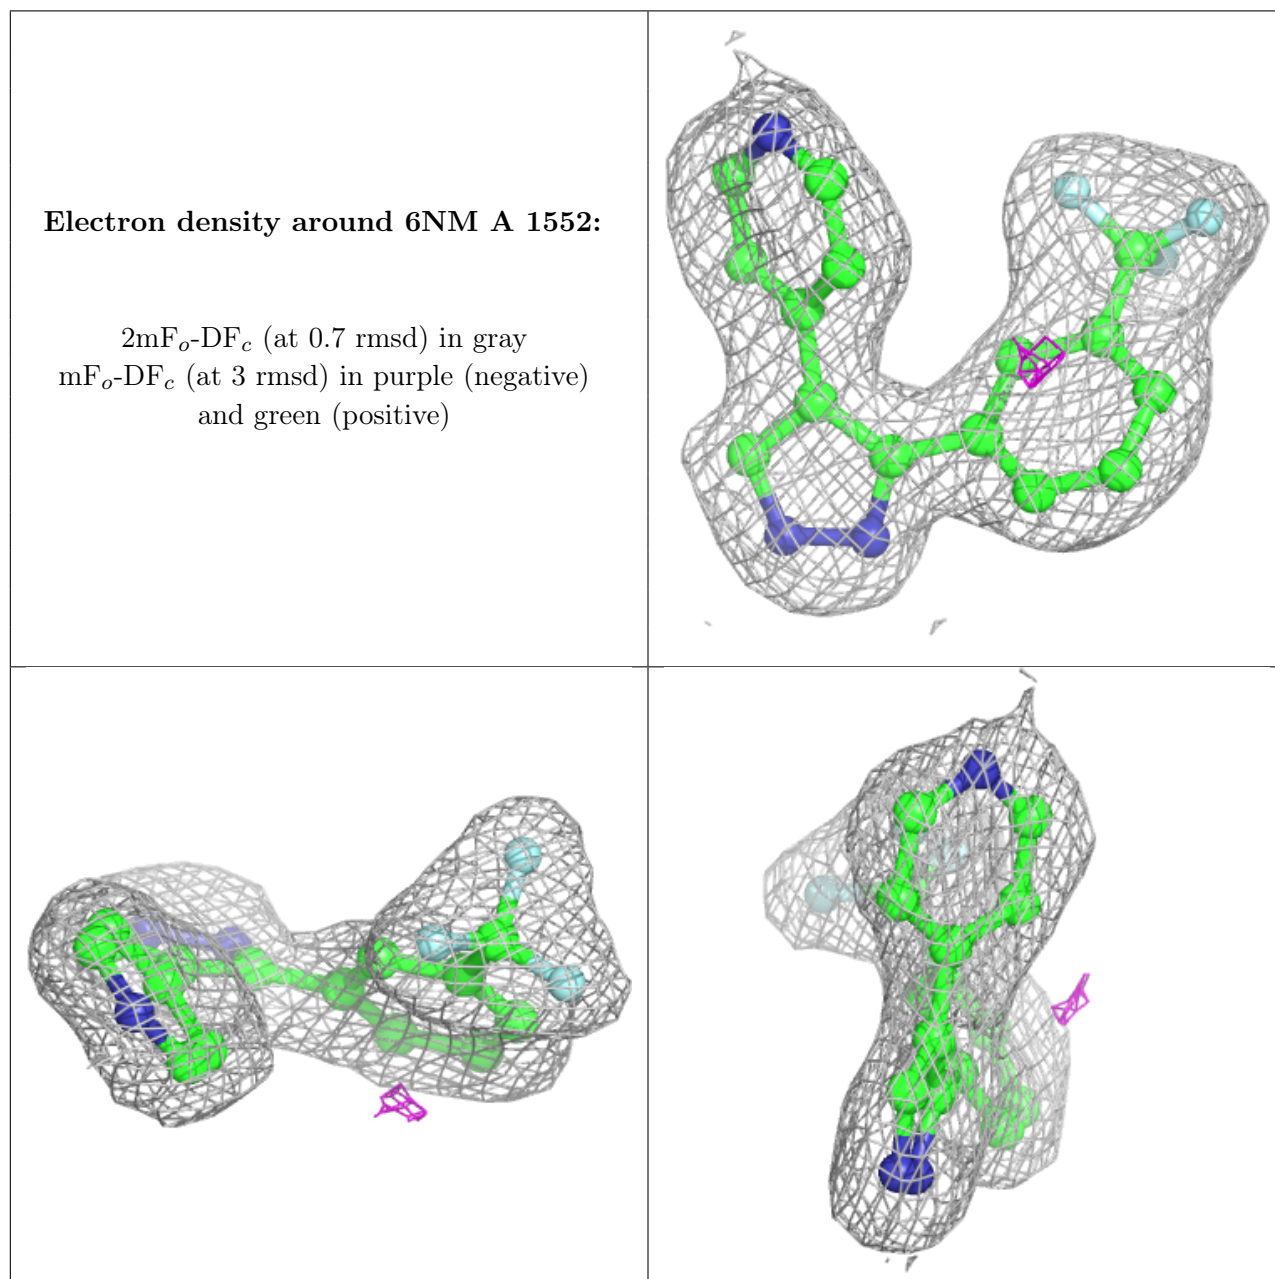 Electron density around 6NM A 1552:
2mFo-DFc (at 0.7 rmsd) in gray
mFo-DFc (at 3 rmsd) in purple (negative)
and green (positive)